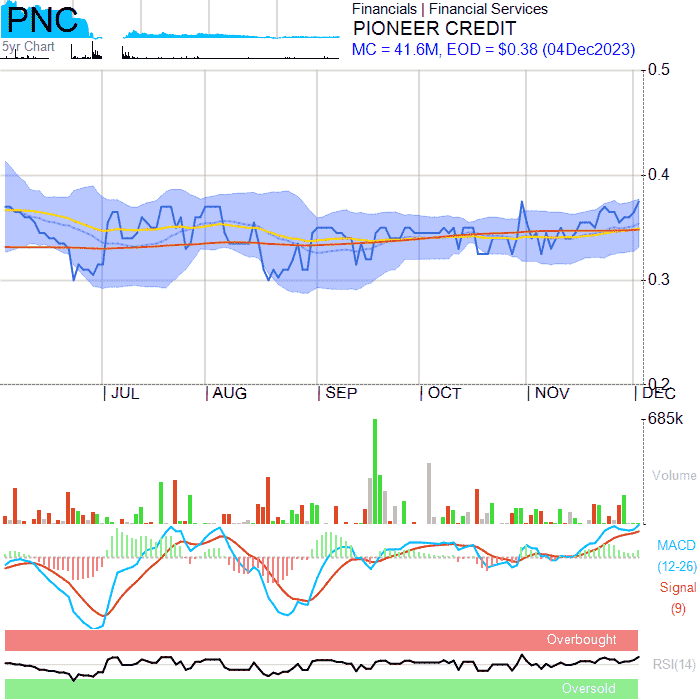 PNC
5yr Chart
Financials | Financial Services
PIONEER CREDIT
MC = 41.6M, EOD = $0.38 (04Dec2023)
0.5
0.4
0.3
0.2
JUL AUG SEP OCT NOV DEC
685k
Volume
MACD
(12-26)
Signal
(9)
Overbought
RSI(14)
Oversold